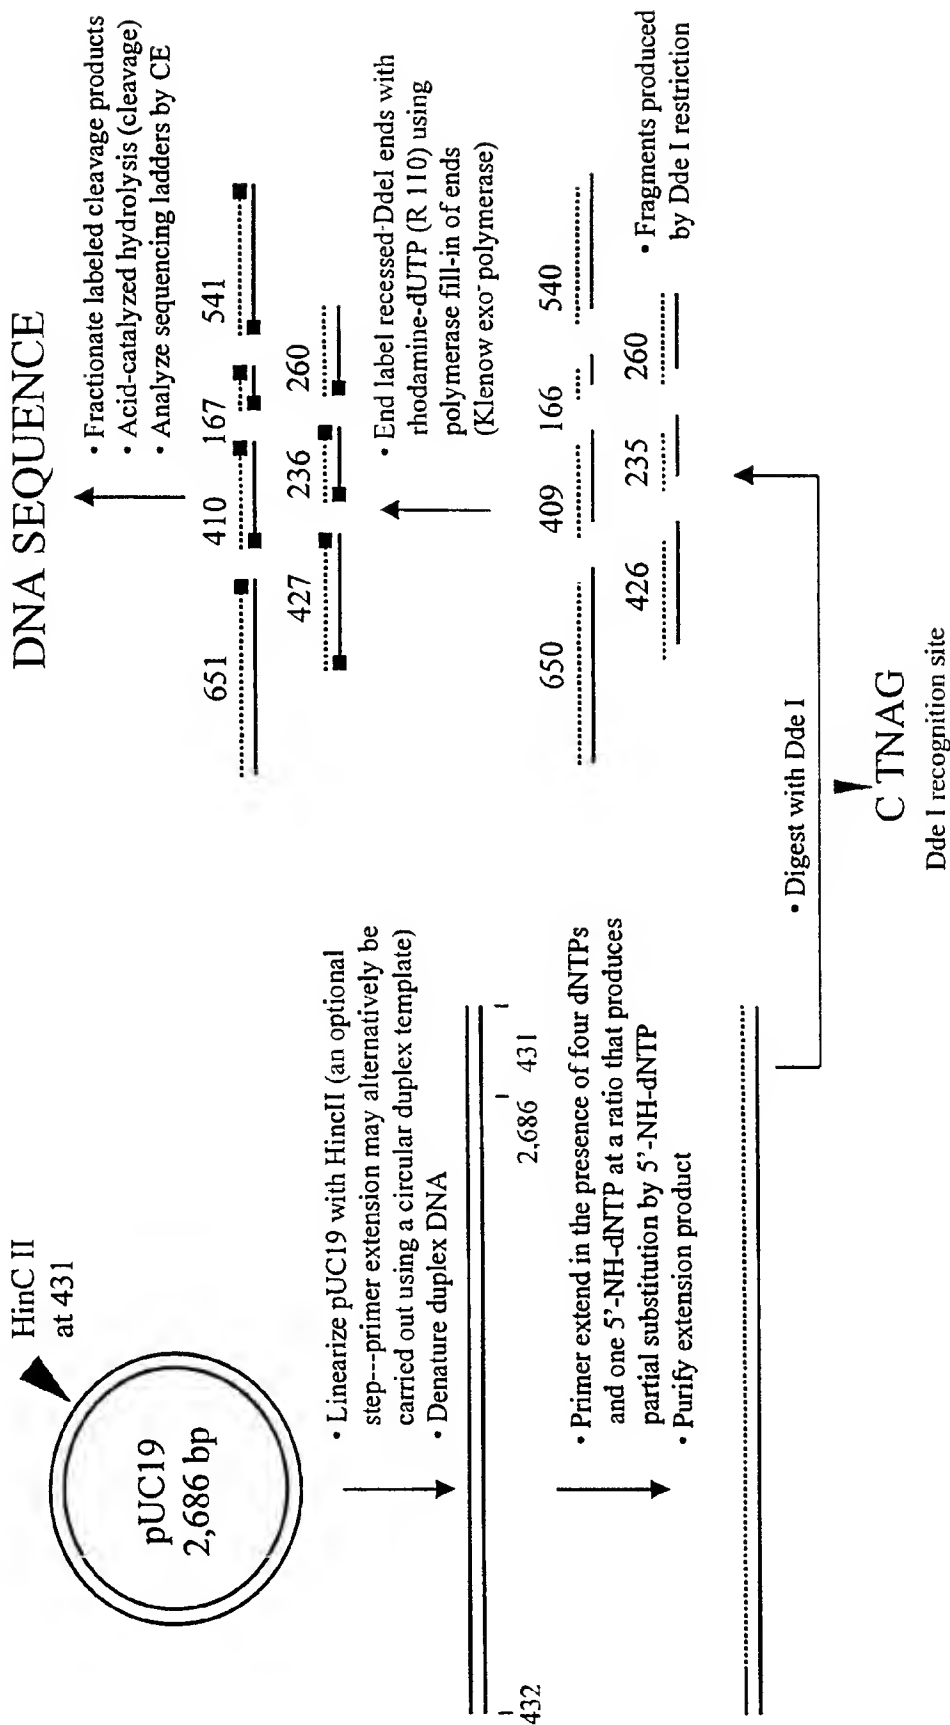 HinC II
at 431
pUC19
2,686 bp
• Linearize pUC19 with HincII (an optional
step---primer extension may alternatively be
carried out using a circular duplex template)
• Denature duplex DNA
432
2,686
431
• Primer extend in the presence of four dNTPs
and one 5'-NH-dNTP at a ratio that produces
partial substitution by 5'-NH-dNTP
• Purify extension product
• Digest with Dde I
C TNAG
Dde I recognition site
• Fragments produced
by Dde I restriction
650
409
166
540
426
235
260
• End label recessed-DdeI ends with
rhodamine-dUTP (R 110) using
polymerase fill-in of ends
(Klenow exo⁻ polymerase)
651
410
167
541
427
236
260
• Fractionate labeled cleavage products
• Acid-catalyzed hydrolysis (cleavage)
• Analyze sequencing ladders by CE
DNA SEQUENCE